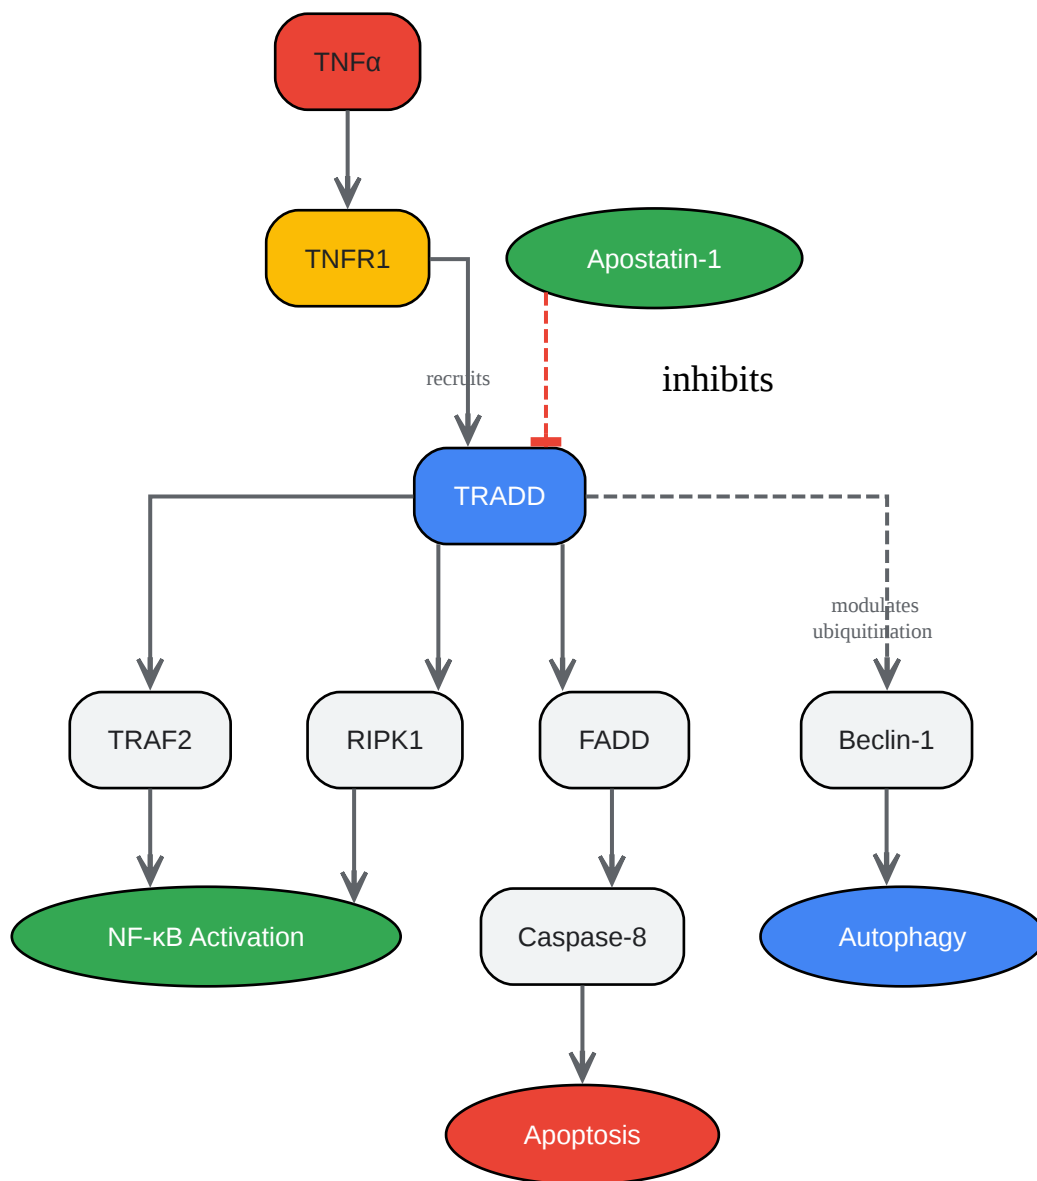 TNFα
TNFR1
Apostatin-1
recruits
inhibits
TRADD
modulates
ubiquitination
TRAF2
RIPK1
FADD
Beclin-1
NF-κB Activation
Caspase-8
Autophagy
Apoptosis